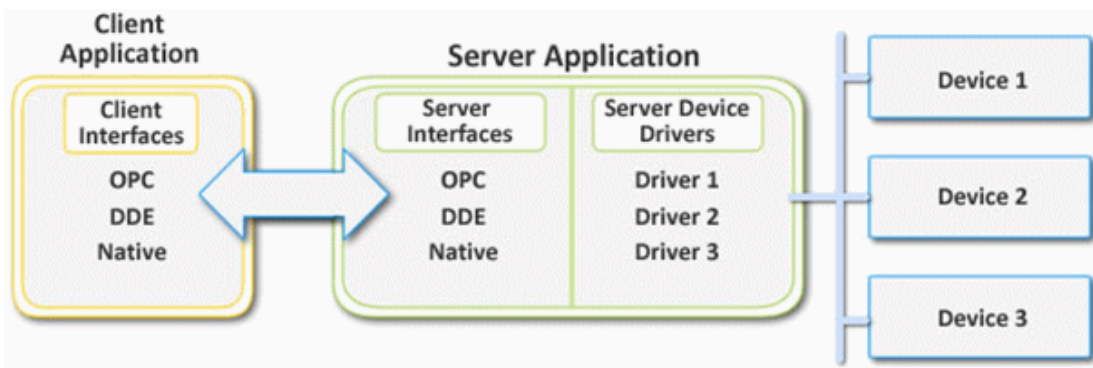 Client
Application
Client
Interfaces
OPC
DDE
Native
Server Application
Server
Interfaces
OPC
DDE
Native
Server Device
Drivers
Driver 1
Driver 2
Driver 3
Device 1
Device 2
Device 3